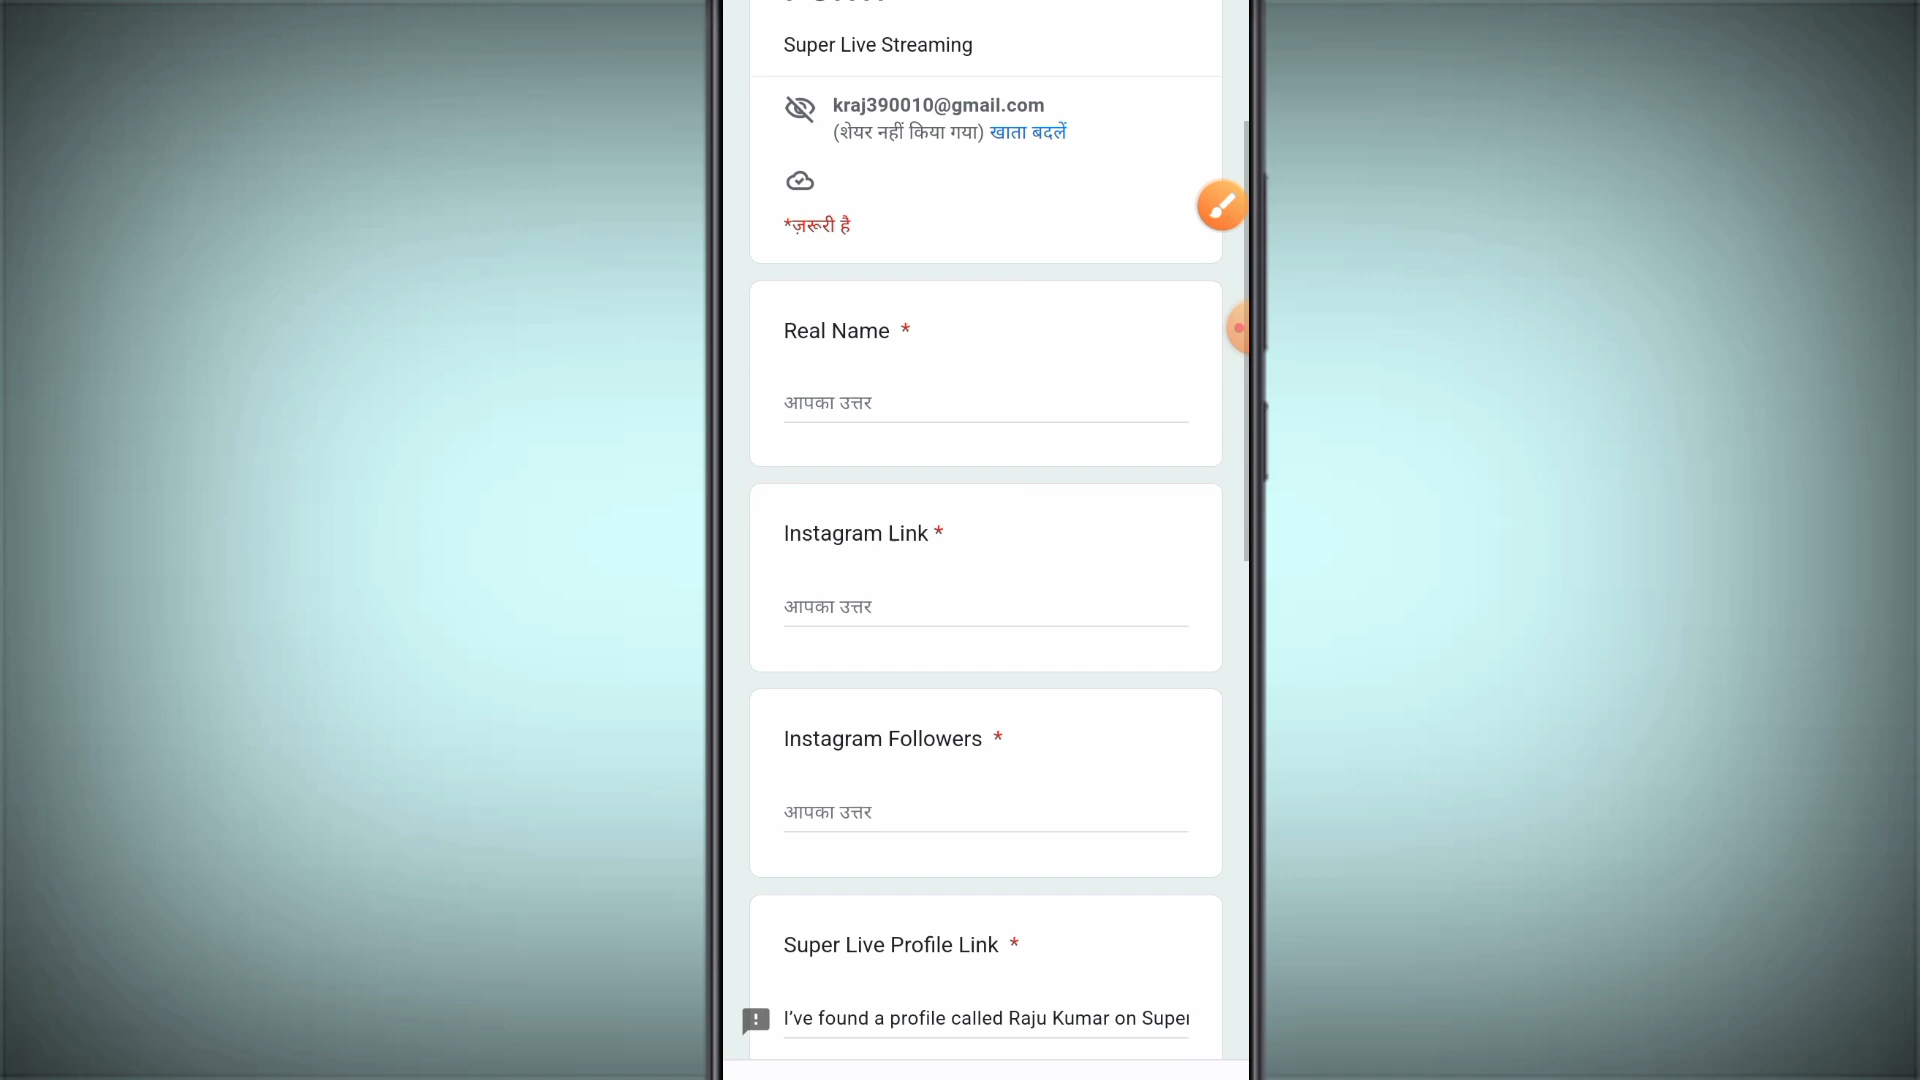 Super Live Streaming
kraj390010@gmail.com
(शेयर नहीं किया गया) खाता बदलें
*ज़रूरी है
Real Name *
आपका उत्तर
Instagram Link *
आपका उत्तर
Instagram Followers *
आपका उत्तर
Super Live Profile Link *
I’ve found a profile called Raju Kumar on Super